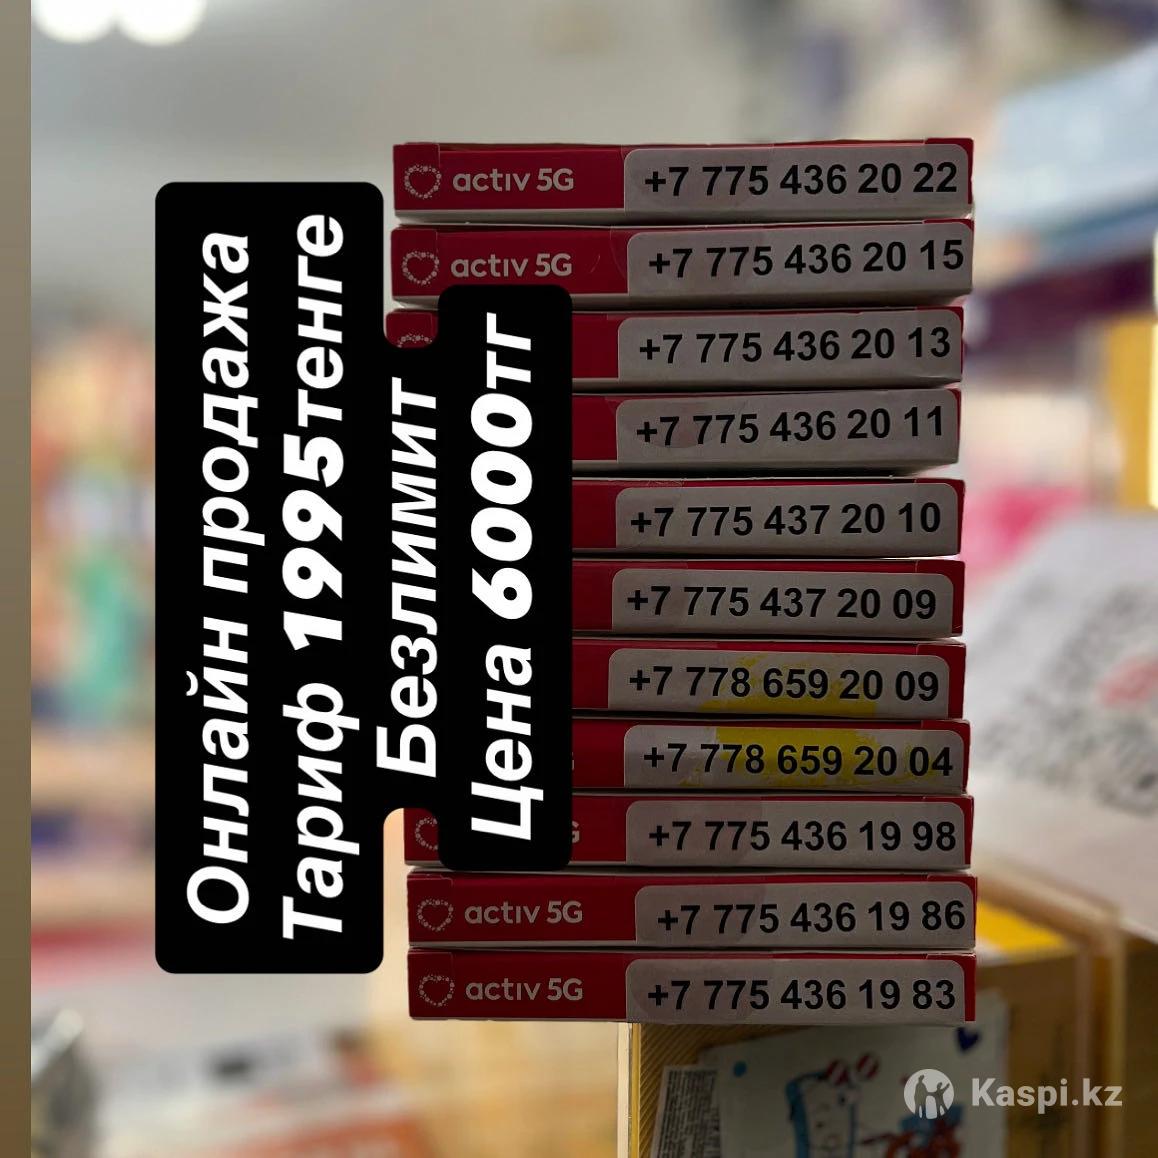 Онлайн продажа
Тариф 1995тенге
Безлимит
Цена 6000тг
activ 5G +7 775 436 20 22
activ 5G +7 775 436 20 15
+7 775 436 20 13
+7 775 436 20 11
+7 775 437 20 10
+7 775 437 20 09
+7 778 659 20 09
+7 778 659 20 04
+7 775 436 19 98
activ 5G +7 775 436 19 86
activ 5G +7 775 436 19 83
Kaspi.kz